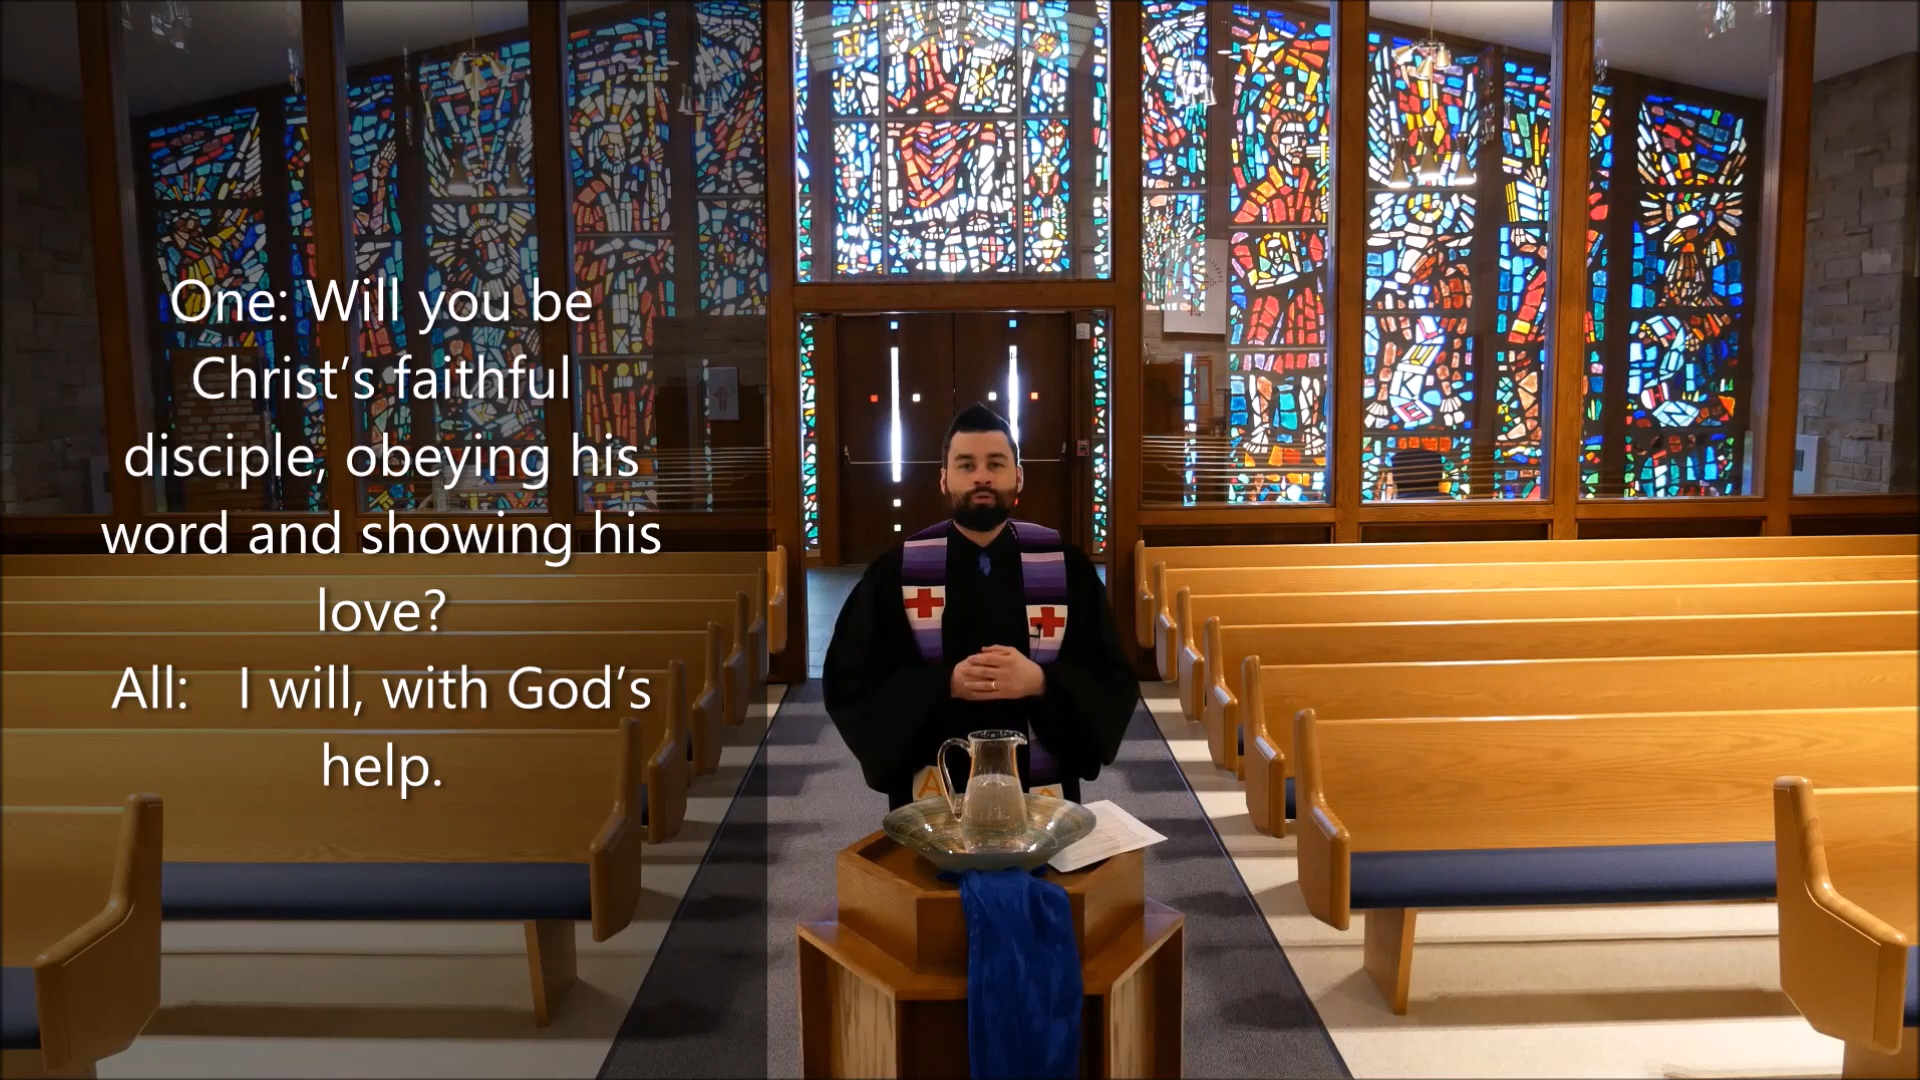 One: Will you be
Christ’s faithful
disciple, obeying his
word and showing his
love?
All:   I will, with God’s
help.